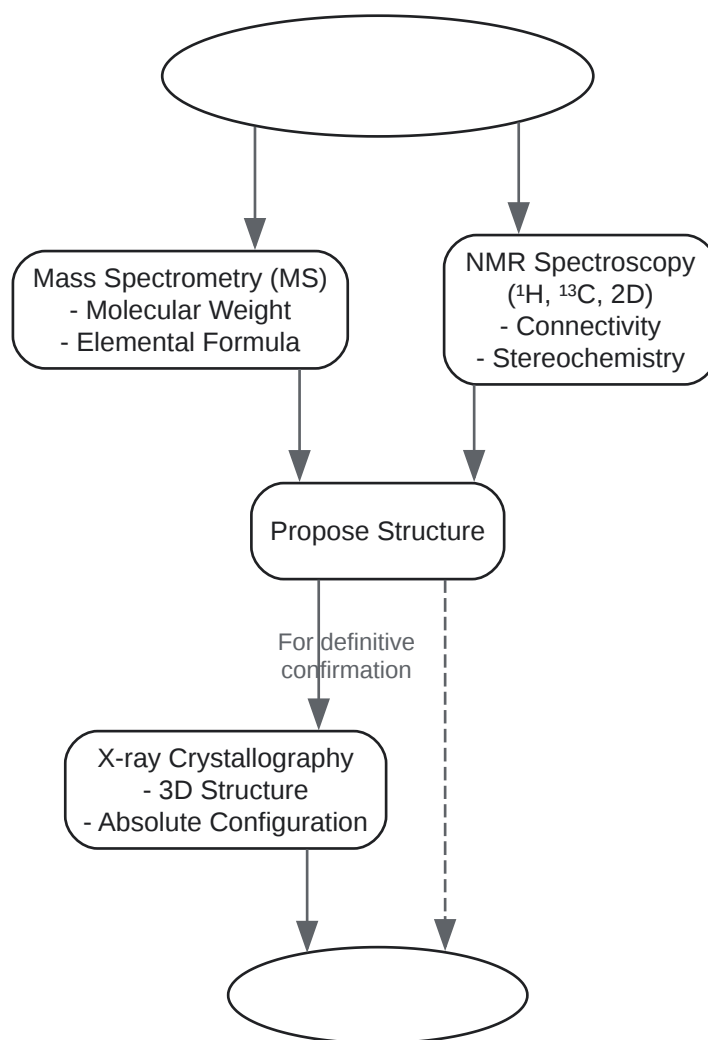 Mass Spectrometry (MS)
- Molecular Weight
- Elemental Formula
NMR Spectroscopy
(¹H, ¹³C, 2D)
- Connectivity
- Stereochemistry
Propose Structure
For definitive
confirmation
X-ray Crystallography
- 3D Structure
- Absolute Configuration